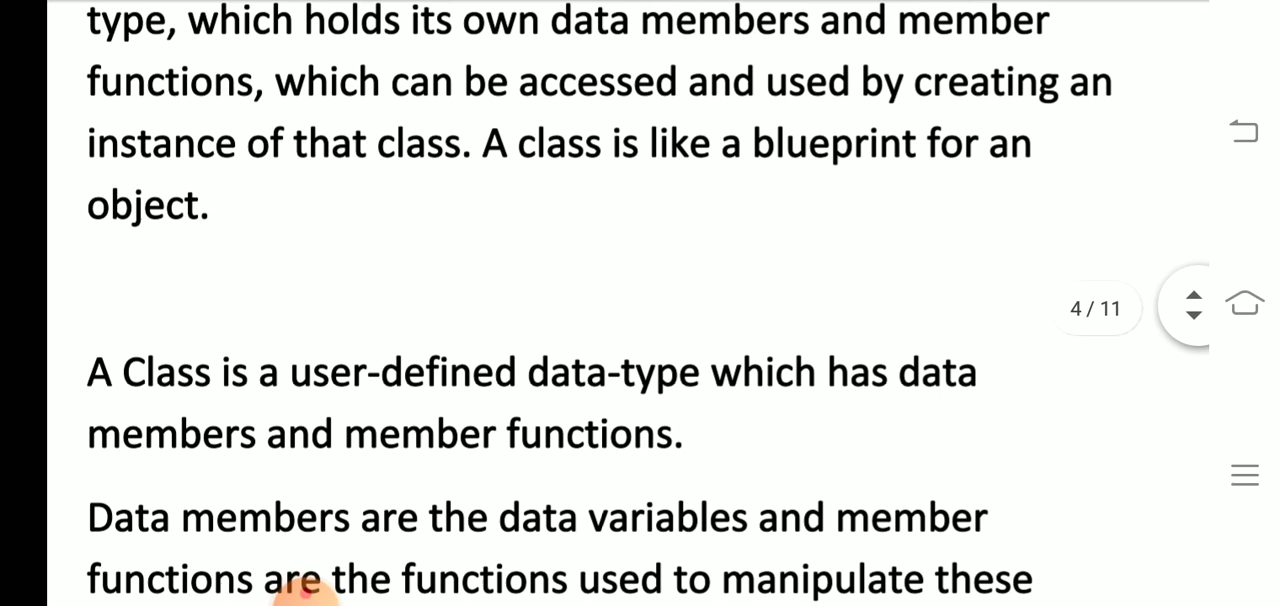 type, which holds its own data members and member
functions, which can be accessed and used by creating an
instance of that class. A class is like a blueprint for an
object.
4 / 11
A Class is a user-defined data-type which has data
members and member functions.
Data members are the data variables and member
functions are the functions used to manipulate these